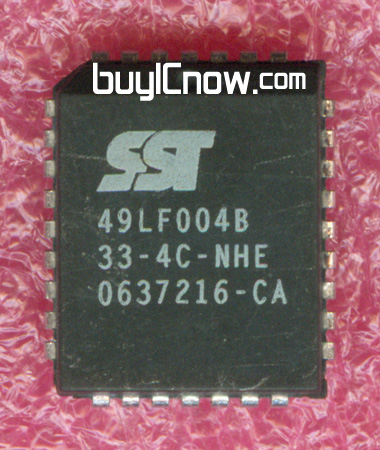 buyICnow.com
SST
49LF004B
33-4C-NHE
0637216-CA